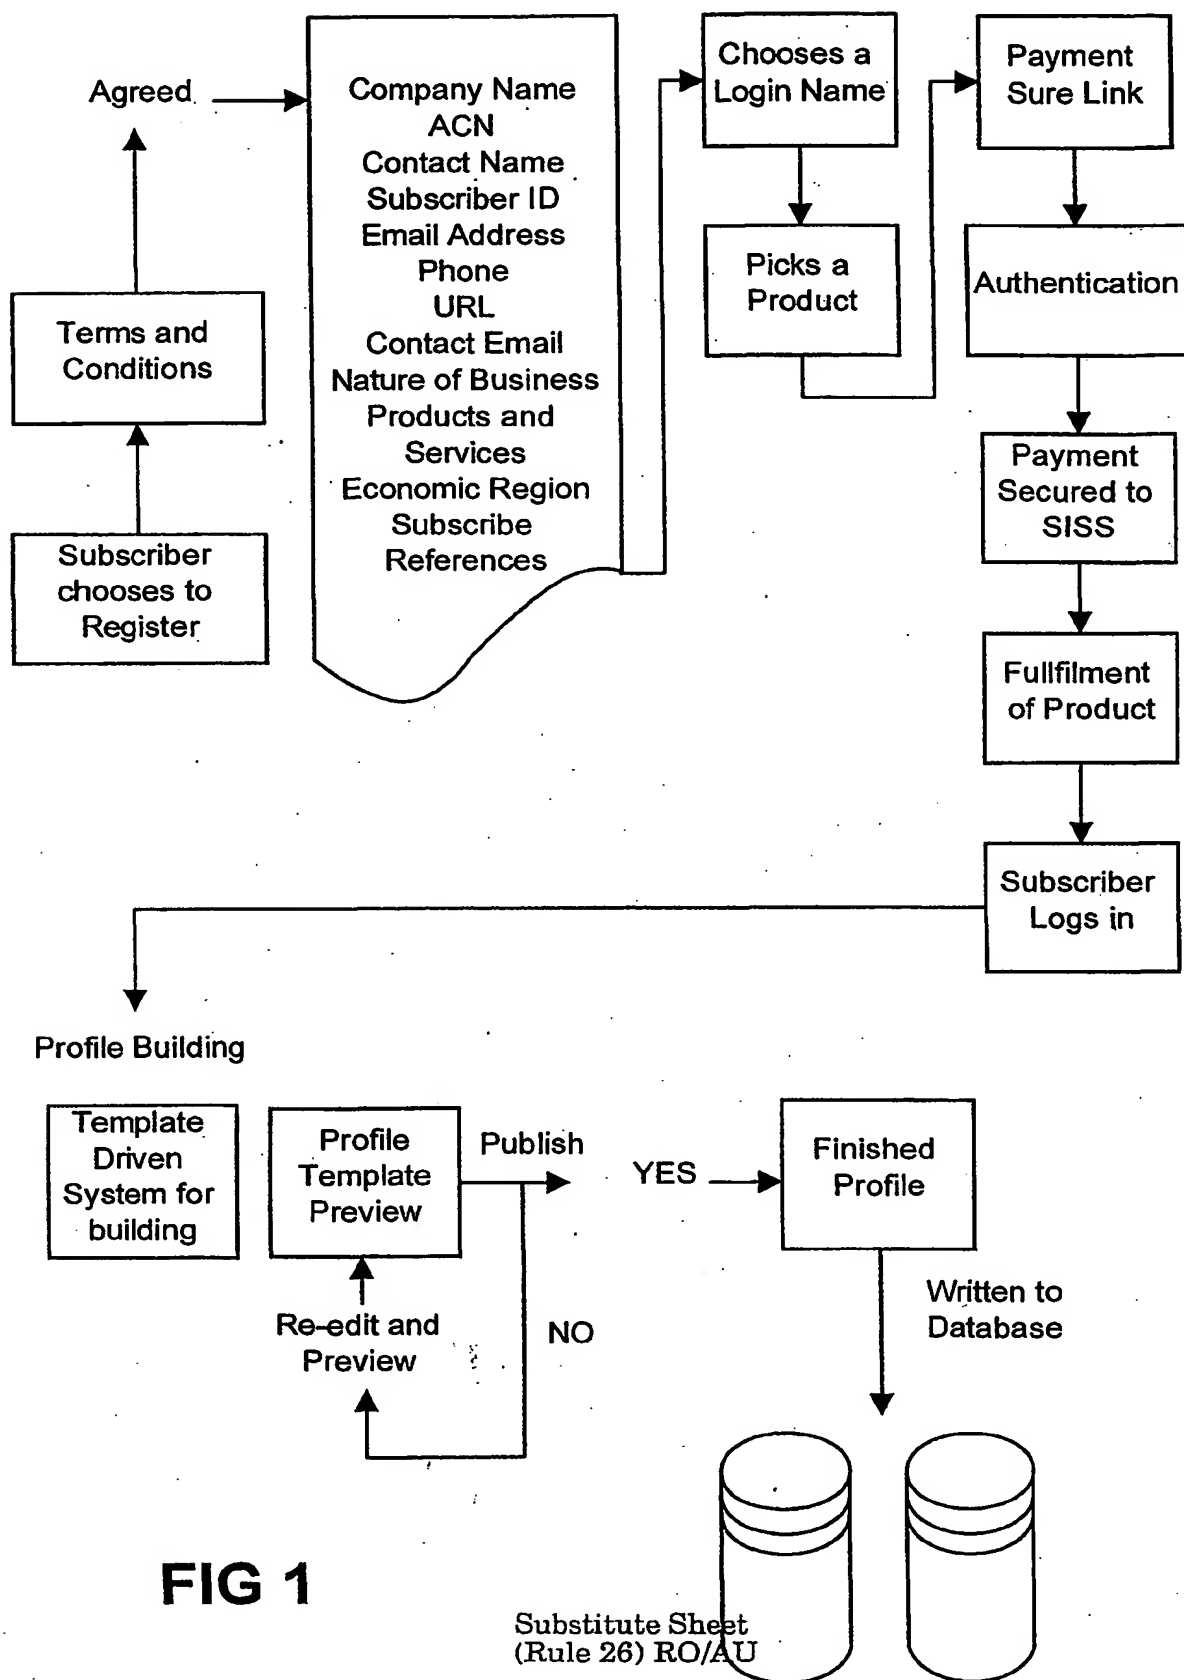 Agreed
Terms and
Conditions
Subscriber
chooses to
Register
Company Name
ACN
Contact Name
Subscriber ID
Email Address
Phone
URL
Contact Email
Nature of Business
Products and
Services
Economic Region
Subscribe
References
Chooses a
Login Name
Picks a
Product
Payment
Sure Link
Authentication
Payment
Secured to
SISS
Fullfilment
of Product
Subscriber
Logs in
Profile Building
Template
Driven
System for
building
Profile
Template
Preview
Publish
Re-edit and
Preview
NO
YES
Finished
Profile
Written to
Database
FIG 1
Substitute Sheet
(Rule 26) RO/AU